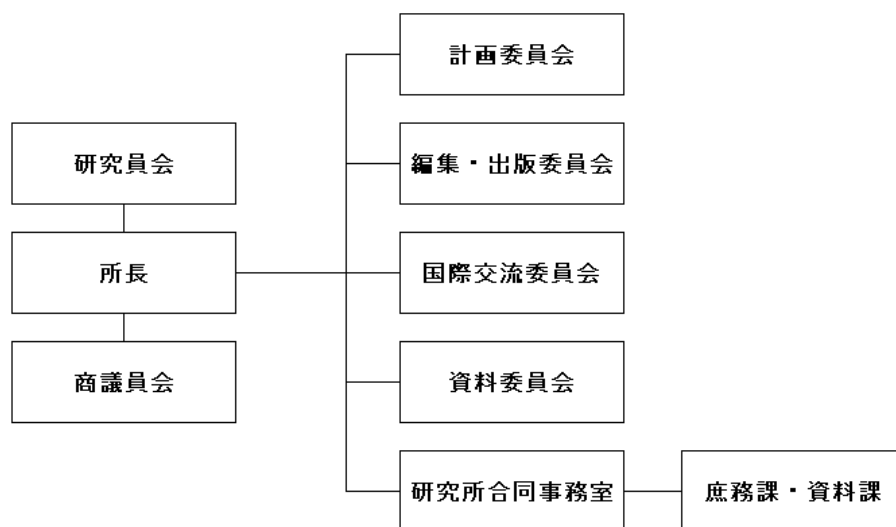 計画委員会
研究員会
編集・出版委員会
所長
国際交流委員会
商議員会
資料委員会
研究所合同事務室
庶務課・資料課